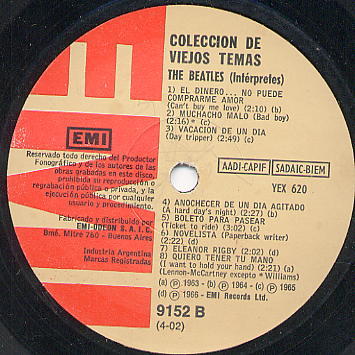 COLECCION DE
VIEJOS TEMAS
THE BEATLES (Intérpretes)
1) EL DINERO... NO PUEDE
COMPRARME AMOR
(Can't buy me love) (2:10) (b)
2) MUCHACHO MALO (Bad boy)
(2:16)* (c)
3) VACACION DE UN DIA
(Day tripper) (2:49) (c)
EMI
Reservado todo derecho del Productor
Fonográfico y de los autores de las
obras grabadas en este disco,
prohibida su reproducción o
regrabación pública o privada, y la
ejecución pública por cualquier
usuario y procedimiento.
AADI-CAPIF
SADAIC-BIEM
YEX 620
Fabricado y distribuido por
EMI-ODEON S.A.I.C.
Bmé. Mitre 760 - Buenos Aires
Industria Argentina
Marcas Registradas
4) ANOCHECER DE UN DIA AGITADO
(A hard day's night) (2:27) (b)
5) BOLETO PARA PASEAR
(Ticket to ride) (3:02) (c)
6) NOVELISTA (Paperback writer)
(2:22) (d)
7) ELEANOR RIGBY (2:02) (d)
8) QUIERO TENER TU MANO
(I want to hold your hand) (2:21) (a)
(Lennon-McCartney excepto *Williams)
(a) ℗ 1963 - (b) ℗ 1964 - (c) ℗ 1965
(d) ℗ 1966 EMI Records Ltd.
9152 B
(4-02)